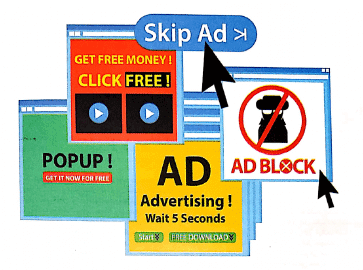 Skip Ad
GET FREE MONEY !
CLICK FREE !
AD BLOCK
POPUP !
GET IT NOW FOR FREE
AD
Advertising !
Wait 5 Seconds
Start
FREE DOWNLOAD